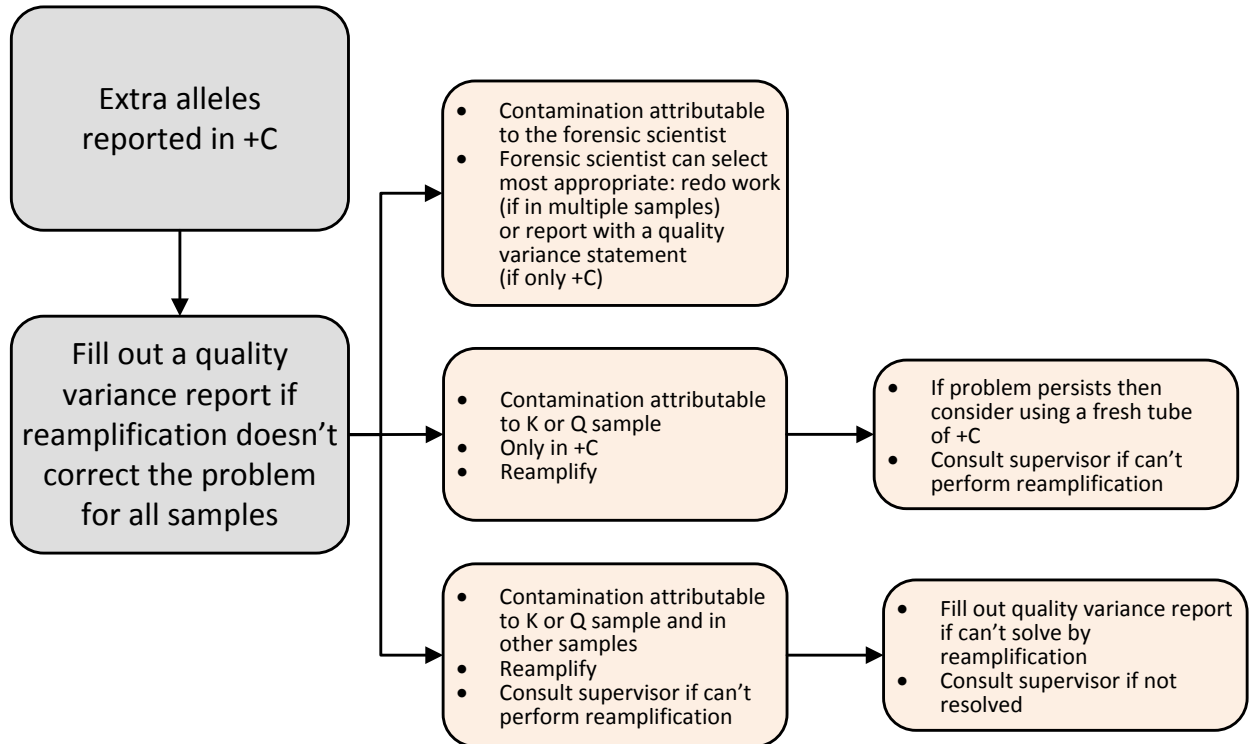 Extra alleles
reported in +C
Fill out a quality
variance report if
reamplification doesn't
correct the problem
for all samples
• Contamination attributable
to the forensic scientist
• Forensic scientist can select
most appropriate: redo work
(if in multiple samples)
or report with a quality
variance statement
(if only +C)
• Contamination attributable
to K or Q sample
• Only in +C
• Reamplify
• If problem persists then
consider using a fresh tube
of +C
• Consult supervisor if can't
perform reamplification
• Contamination attributable
to K or Q sample and in
other samples
• Reamplify
• Consult supervisor if can't
perform reamplification
• Fill out quality variance report
if can't solve by
reamplification
• Consult supervisor if not
resolved